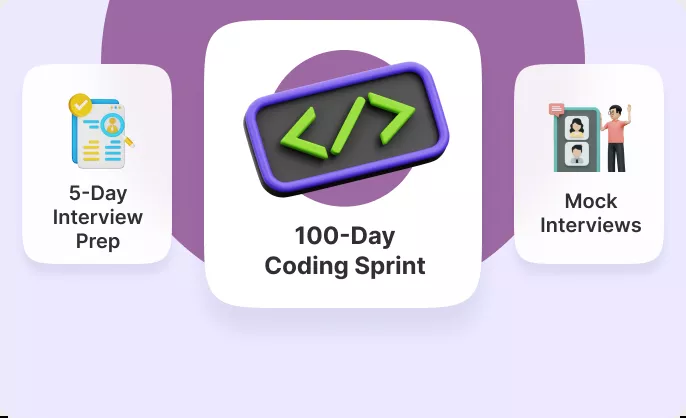 5-Day
Interview
Prep
100-Day
Coding Sprint
Mock
Interviews